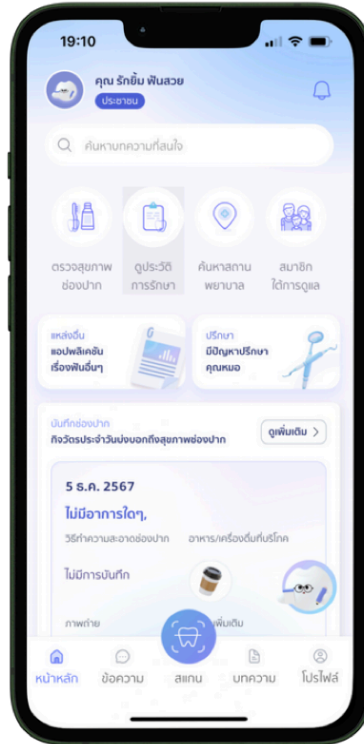 19:10
คุณ รักยิ้ม ฟันสวย
ประชาชน
ค้นหาบทความที่สนใจ
ตรวจสุขภาพ
ช่องปาก
ดูประวัติ
การรักษา
ค้นหาสถาน
พยาบาล
สมาชิก
ใต้การดูแล
แหล่งอื่น
แอปพลิเคชัน
เรื่องฟันอื่นๆ
G
ปรึกษา
มีปัญหาปรึกษา
คุณหมอ
บันทึกช่องปาก
กิจวัตรประจำวันบ่งบอกถึงสุขภาพช่องปาก
ดูเพิ่มเติม >
5 ธ.ค. 2567
ไม่มีอาการใดๆ,
วิธีทำความสะอาดช่องปาก
อาหาร/เครื่องดื่มที่บริโภค
ไม่มีการบันทึก
ภาพถ่าย
เพิ่มเติม
หน้าหลัก
ข้อความ
สแกน
บทความ
โปรไฟล์